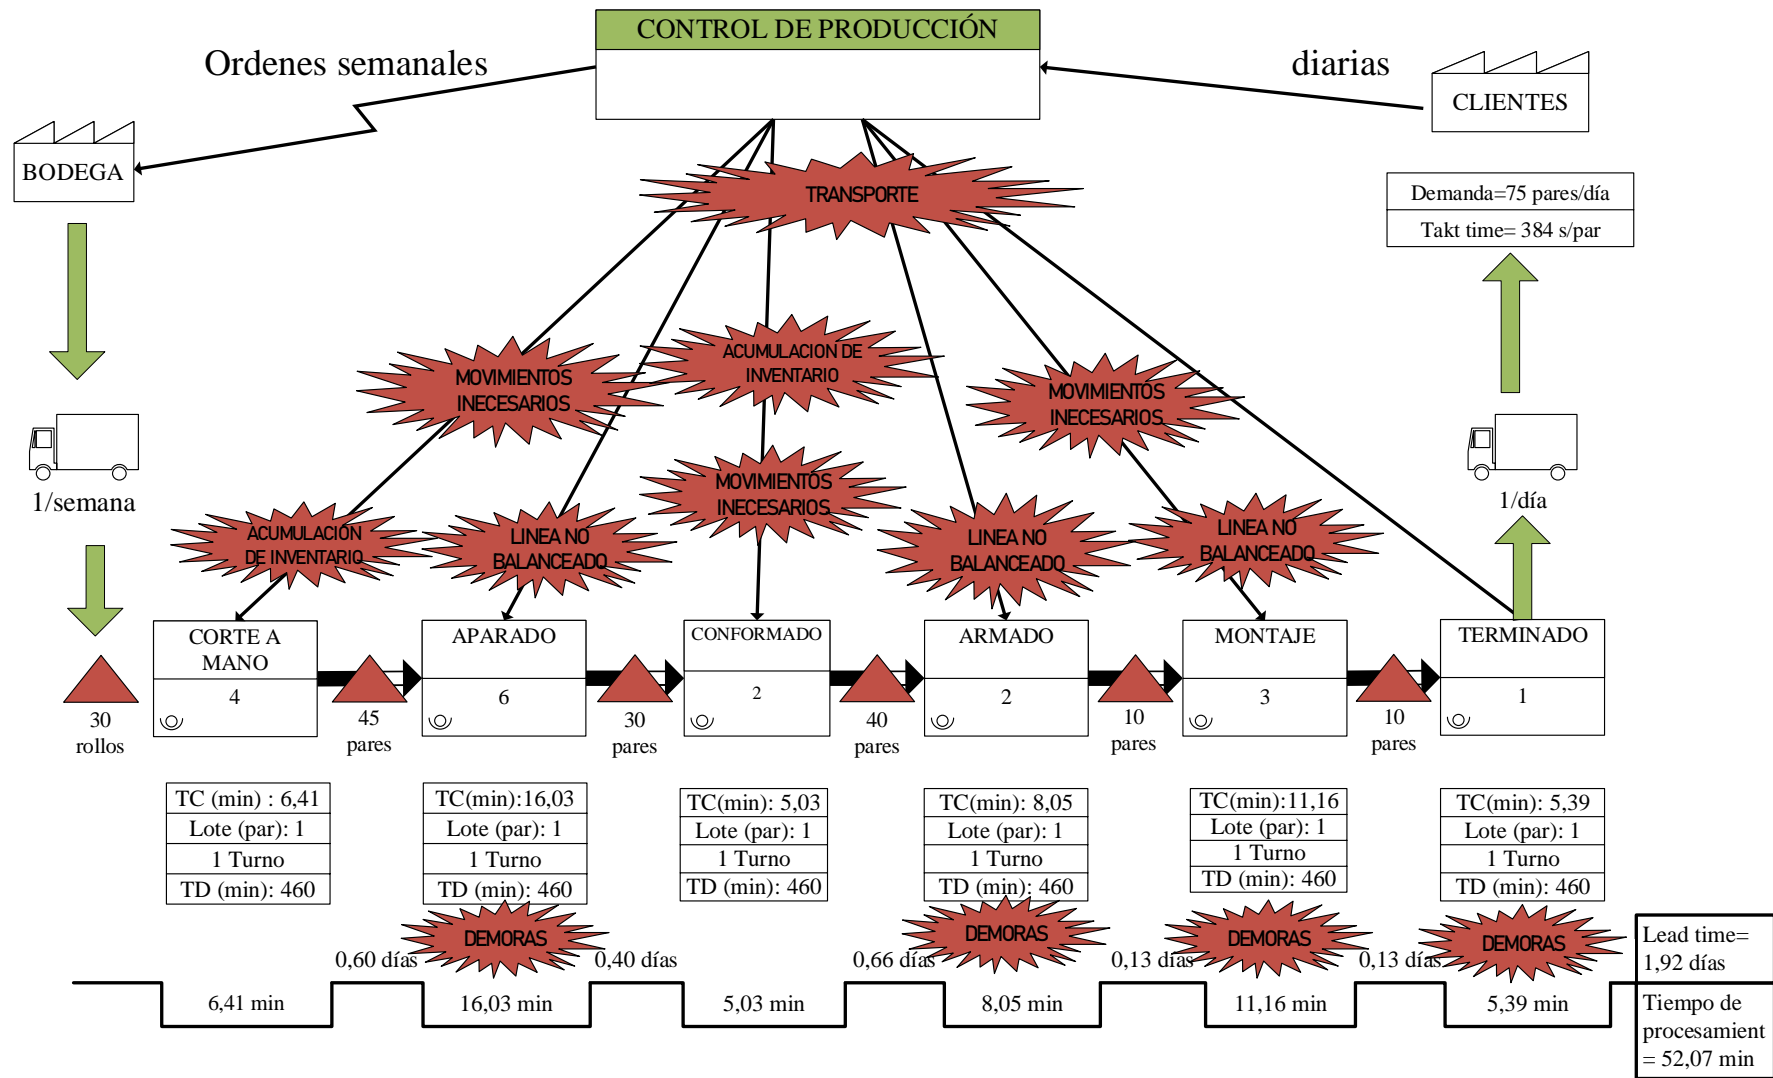 CONTROL DE PRODUCCIÓN
Ordenes semanales
diarias
CLIENTES
BODEGA
TRANSPORTE
Demanda=75 pares/día
Takt time= 384 s/par
MOVIMIENTOS
INECESARIOS
ACUMULACION DE
INVENTARIO
MOVIMIENTOS
INECESARIOS
1/semana
MOVIMIENTOS
INECESARIOS
1/día
ACUMULACION
DE INVENTARIO
LINEA NO
BALANCEADO
LINEA NO
BALANCEADO
LINEA NO
BALANCEADO
CORTE A
MANO
4
APARADO
6
CONFORMADO
2
ARMADO
2
MONTAJE
3
TERMINADO
1
30
rollos
45
pares
30
pares
40
pares
10
pares
10
pares
TC (min) : 6,41
Lote (par): 1
1 Turno
TD (min): 460
TC(min):16,03
Lote (par): 1
1 Turno
TD (min): 460
TC(min): 5,03
Lote (par): 1
1 Turno
TD (min): 460
TC(min): 8,05
Lote (par): 1
1 Turno
TD (min): 460
TC(min):11,16
Lote (par): 1
1 Turno
TD (min): 460
TC(min): 5,39
Lote (par): 1
1 Turno
TD (min): 460
DEMORAS
DEMORAS
DEMORAS
DEMORAS
0,60 días
0,40 días
0,66 días
0,13 días
0,13 días
Lead time=
1,92 días
6,41 min
16,03 min
5,03 min
8,05 min
11,16 min
5,39 min
Tiempo de
procesamient
= 52,07 min